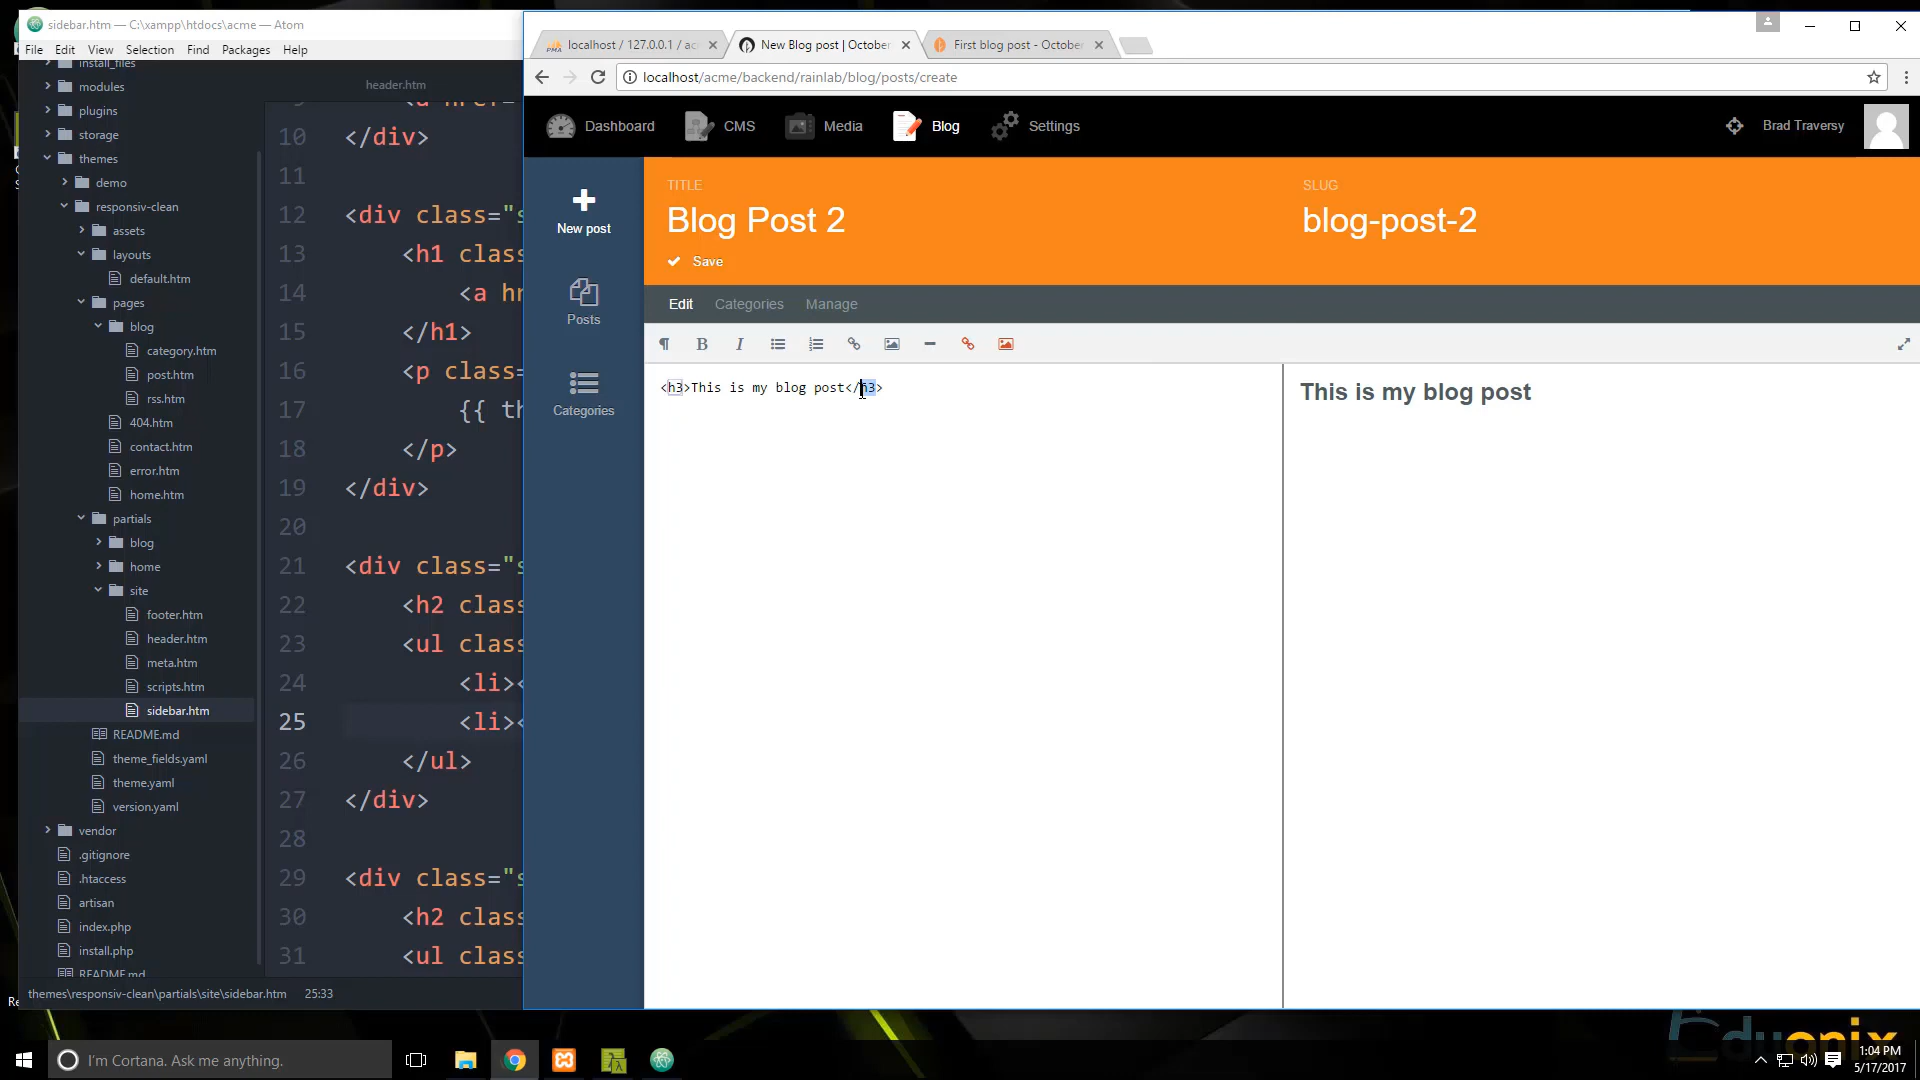 sidebar.htm — C:\xampp\htdocs\acme — Atom
File Edit View Selection Find Packages Help
install_files
modules
plugins
storage
themes
demo
responsiv-clean
assets
layouts
default.htm
pages
blog
category.htm
post.htm
rss.htm
404.htm
contact.htm
error.htm
home.htm
partials
blog
home
site
footer.htm
header.htm
meta.htm
scripts.htm
sidebar.htm
README.md
theme_fields.yaml
theme.yaml
version.yaml
vendor
.gitignore
.htaccess
artisan
index.php
install.php
README.md
themes\responsiv-clean\partials\site\sidebar.htm 25:33
header.htm
10 </div>
11
12 <div class="s
13 <h1 class
14 <a hr
15 </h1>
16 <p class=
17 {{ th
18 </p>
19 </div>
20
21 <div class="s
22 <h2 class
23 <ul class
24 <li><
25 <li><
26 </ul>
27 </div>
28
29 <div class="s
30 <h2 class
31 <ul class
localhost / 127.0.0.1 / ac
New Blog post | October
First blog post - October
localhost/acme/backend/rainlab/blog/posts/create
Dashboard CMS Media Blog Settings Brad Traversy
New post
Posts
Categories
TITLE
Blog Post 2
SLUG
blog-post-2
Save
Edit Categories Manage
<h3>This is my blog post</h3>
This is my blog post
I'm Cortana. Ask me anything.
1:04 PM
5/17/2017